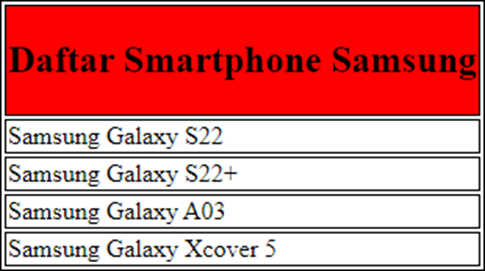 Daftar Smartphone Samsung
Samsung Galaxy S22
Samsung Galaxy S22+
Samsung Galaxy A03
Samsung Galaxy Xcover 5